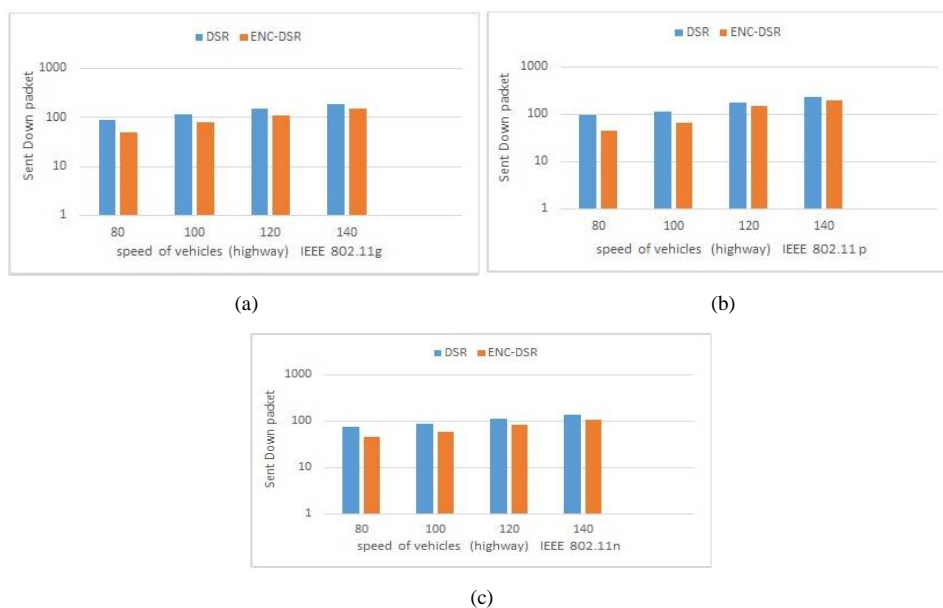 DSR ENC-DSR
1000
100
10
1
Sent Down packet
80 100 120 140
speed of vehicles (highway) IEEE 802.11g
(a)
DSR ENC-DSR
1000
100
10
1
Sent Down packet
80 100 120 140
speed of vehicles (highway) IEEE 802.11 p
(b)
DSR ENC-DSR
1000
100
10
1
Sent Down packet
80 100 120 140
speed of vehicles (highway) IEEE 802.11n
(c)